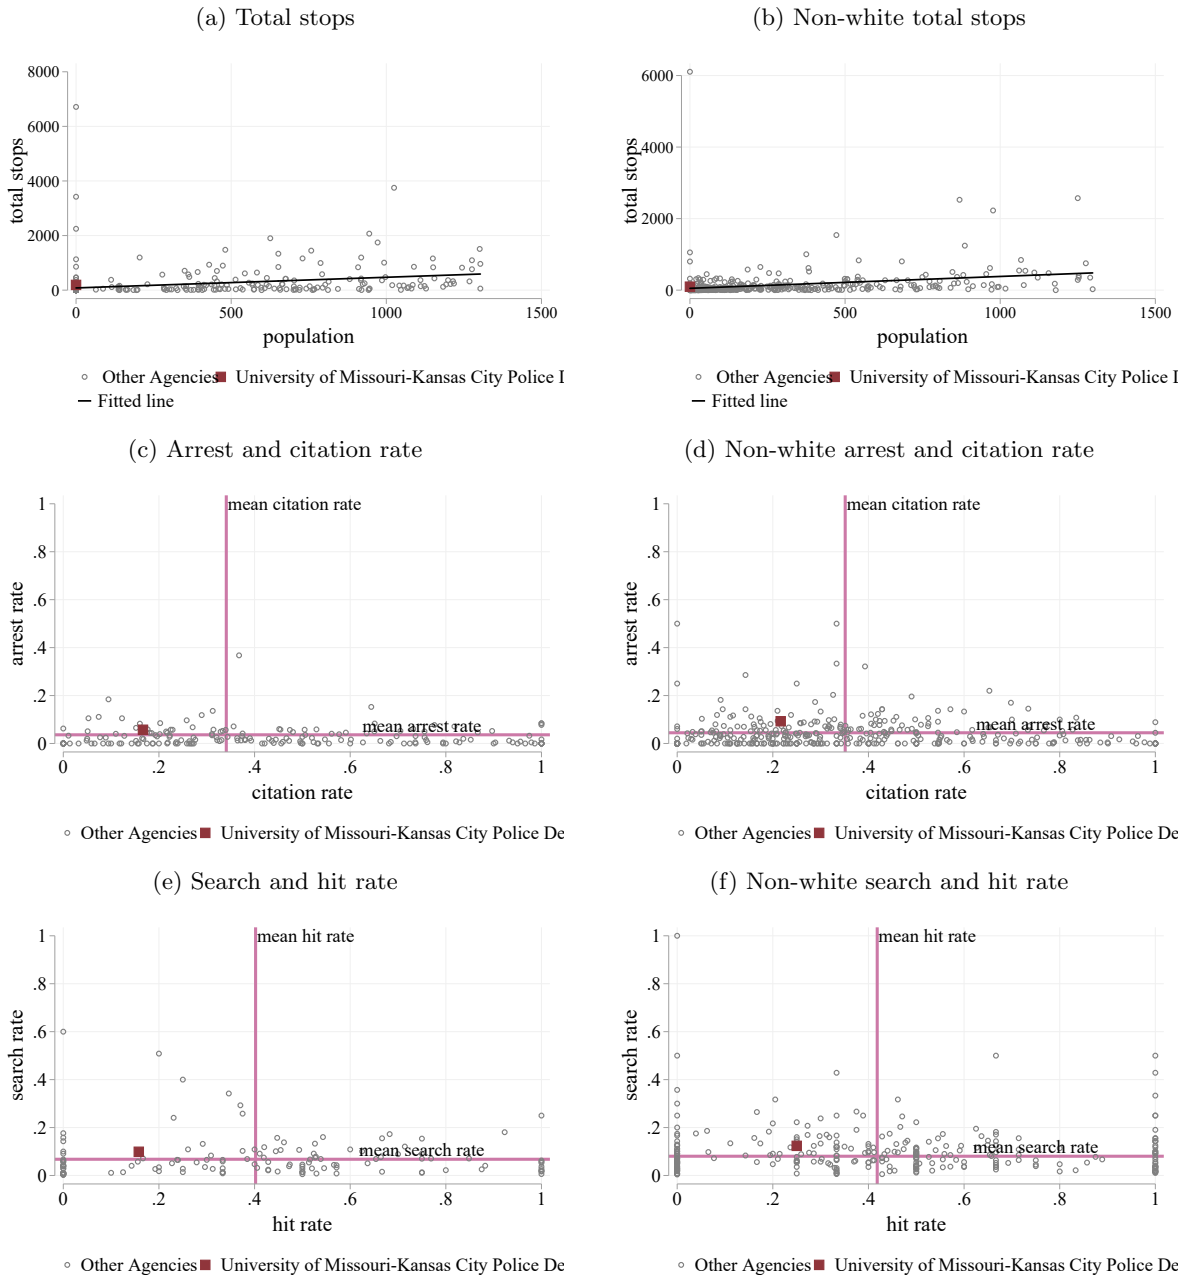 (a) Total stops
(b) Non-white total stops
8000
6000
4000
2000
0
total stops
0
500
1000
1500
population
Other Agencies
University of Missouri-Kansas City Police
Fitted line
6000
4000
2000
0
total stops
0
500
1000
1500
population
Other Agencies
University of Missouri-Kansas City Police
Fitted line
(c) Arrest and citation rate
(d) Non-white arrest and citation rate
1
.8
.6
.4
.2
0
arrest rate
mean citation rate
mean arrest rate
0
.2
.4
.6
.8
1
citation rate
Other Agencies
University of Missouri-Kansas City Police De
1
.8
.6
.4
.2
0
arrest rate
mean citation rate
mean arrest rate
0
.2
.4
.6
.8
1
citation rate
Other Agencies
University of Missouri-Kansas City Police De
(e) Search and hit rate
(f) Non-white search and hit rate
1
.8
.6
.4
.2
0
search rate
mean hit rate
mean search rate
0
.2
.4
.6
.8
1
hit rate
Other Agencies
University of Missouri-Kansas City Police De
1
.8
.6
.4
.2
0
search rate
mean hit rate
mean search rate
0
.2
.4
.6
.8
1
hit rate
Other Agencies
University of Missouri-Kansas City Police De